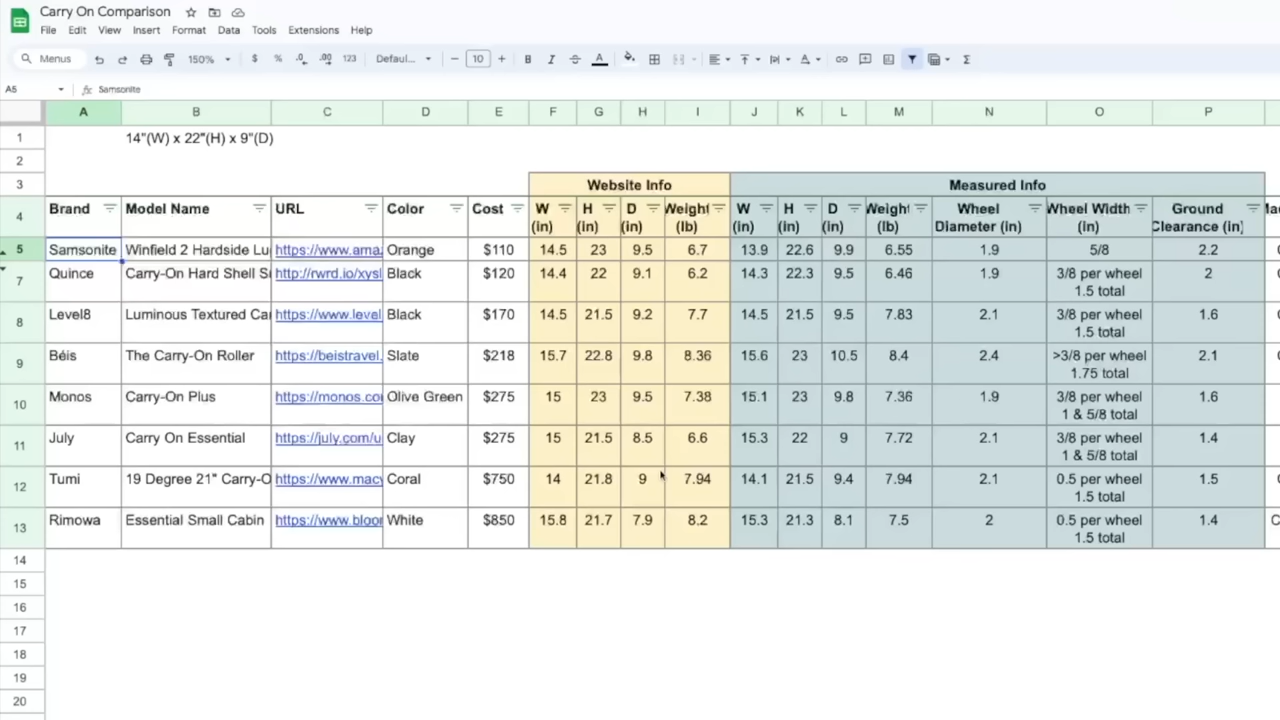 Carry On Comparison
File Edit View Insert Format Data Tools Extensions Help
Menus 150% $ % .0 .00 123 Defaul... 10 B I A
A5 fx Samsonite
A B C D E F G H I J K L M N O P
1 14"(W) x 22"(H) x 9"(D)
2
3 Website Info Measured Info
4 Brand Model Name URL Color Cost W (in) H (in) D (in) Weight (lb) W (in) H (in) D (in) Weight (lb) Wheel Diameter (in) Wheel Width (in) Ground Clearance (in)
5 Samsonite Winfield 2 Hardside Lu https://www.ama Orange $110 14.5 23 9.5 6.7 13.9 22.6 9.9 6.55 1.9 5/8 2.2
7 Quince Carry-On Hard Shell S http://rwrd.io/xysl Black $120 14.4 22 9.1 6.2 14.3 22.3 9.5 6.46 1.9 3/8 per wheel 1.5 total 2
8 Level8 Luminous Textured Ca https://www.level Black $170 14.5 21.5 9.2 7.7 14.5 21.5 9.5 7.83 2.1 3/8 per wheel 1.5 total 1.6
9 Béis The Carry-On Roller https://beistravel. Slate $218 15.7 22.8 9.8 8.36 15.6 23 10.5 8.4 2.4 >3/8 per wheel 1.75 total 2.1
10 Monos Carry-On Plus https://monos.co Olive Green $275 15 23 9.5 7.38 15.1 23 9.8 7.36 1.9 3/8 per wheel 1 & 5/8 total 1.6
11 July Carry On Essential https://july.com/u Clay $275 15 21.5 8.5 6.6 15.3 22 9 7.72 2.1 3/8 per wheel 1 & 5/8 total 1.4
12 Tumi 19 Degree 21" Carry-O https://www.macy Coral $750 14 21.8 9 7.94 14.1 21.5 9.4 7.94 2.1 0.5 per wheel 1.5 total 1.5
13 Rimowa Essential Small Cabin https://www.bloor White $850 15.8 21.7 7.9 8.2 15.3 21.3 8.1 7.5 2 0.5 per wheel 1.5 total 1.4
14
15
16
17
18
19
20